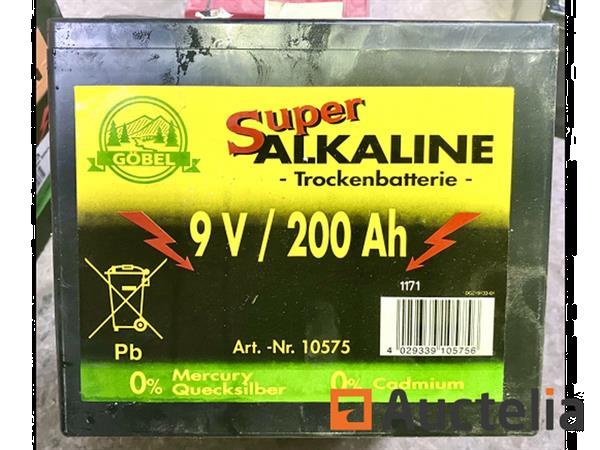 GÖBEL
Super
ALKALINE
- Trockenbatterie -
9 V / 200 Ah
1171
Pb
Art. -Nr. 10575
4 029339 105756
0% Mercury
Quecksilber
0% Cadmium
Auctelia